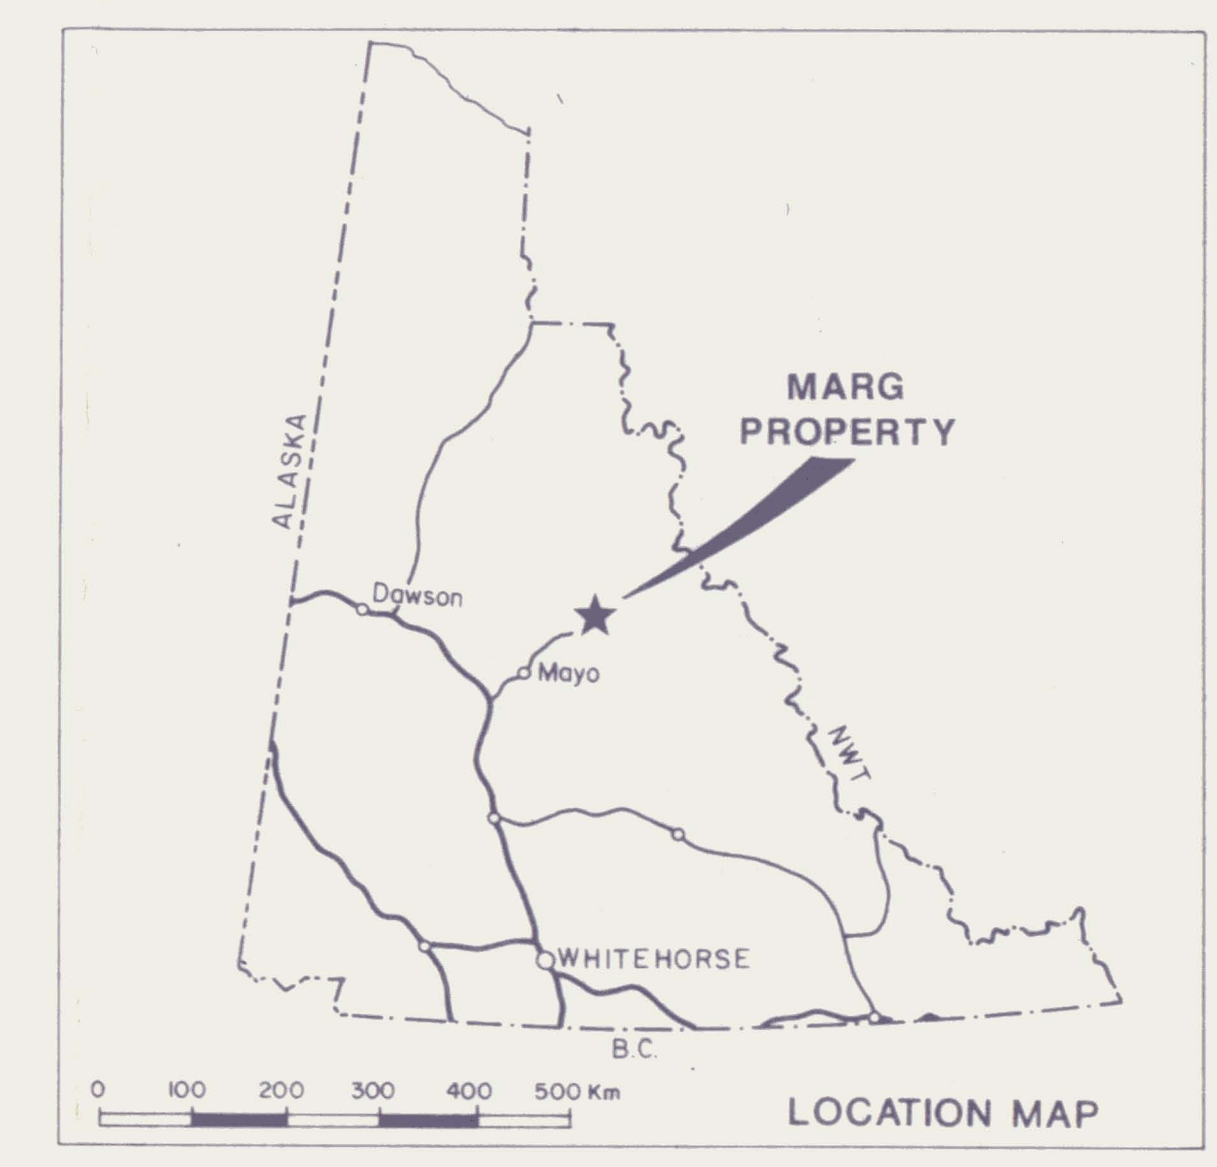 MARG
PROPERTY
ALASKA
Dawson
Mayo
NWT
WHITEHORSE
B.C.
0 100 200 300 400 500 Km
LOCATION MAP